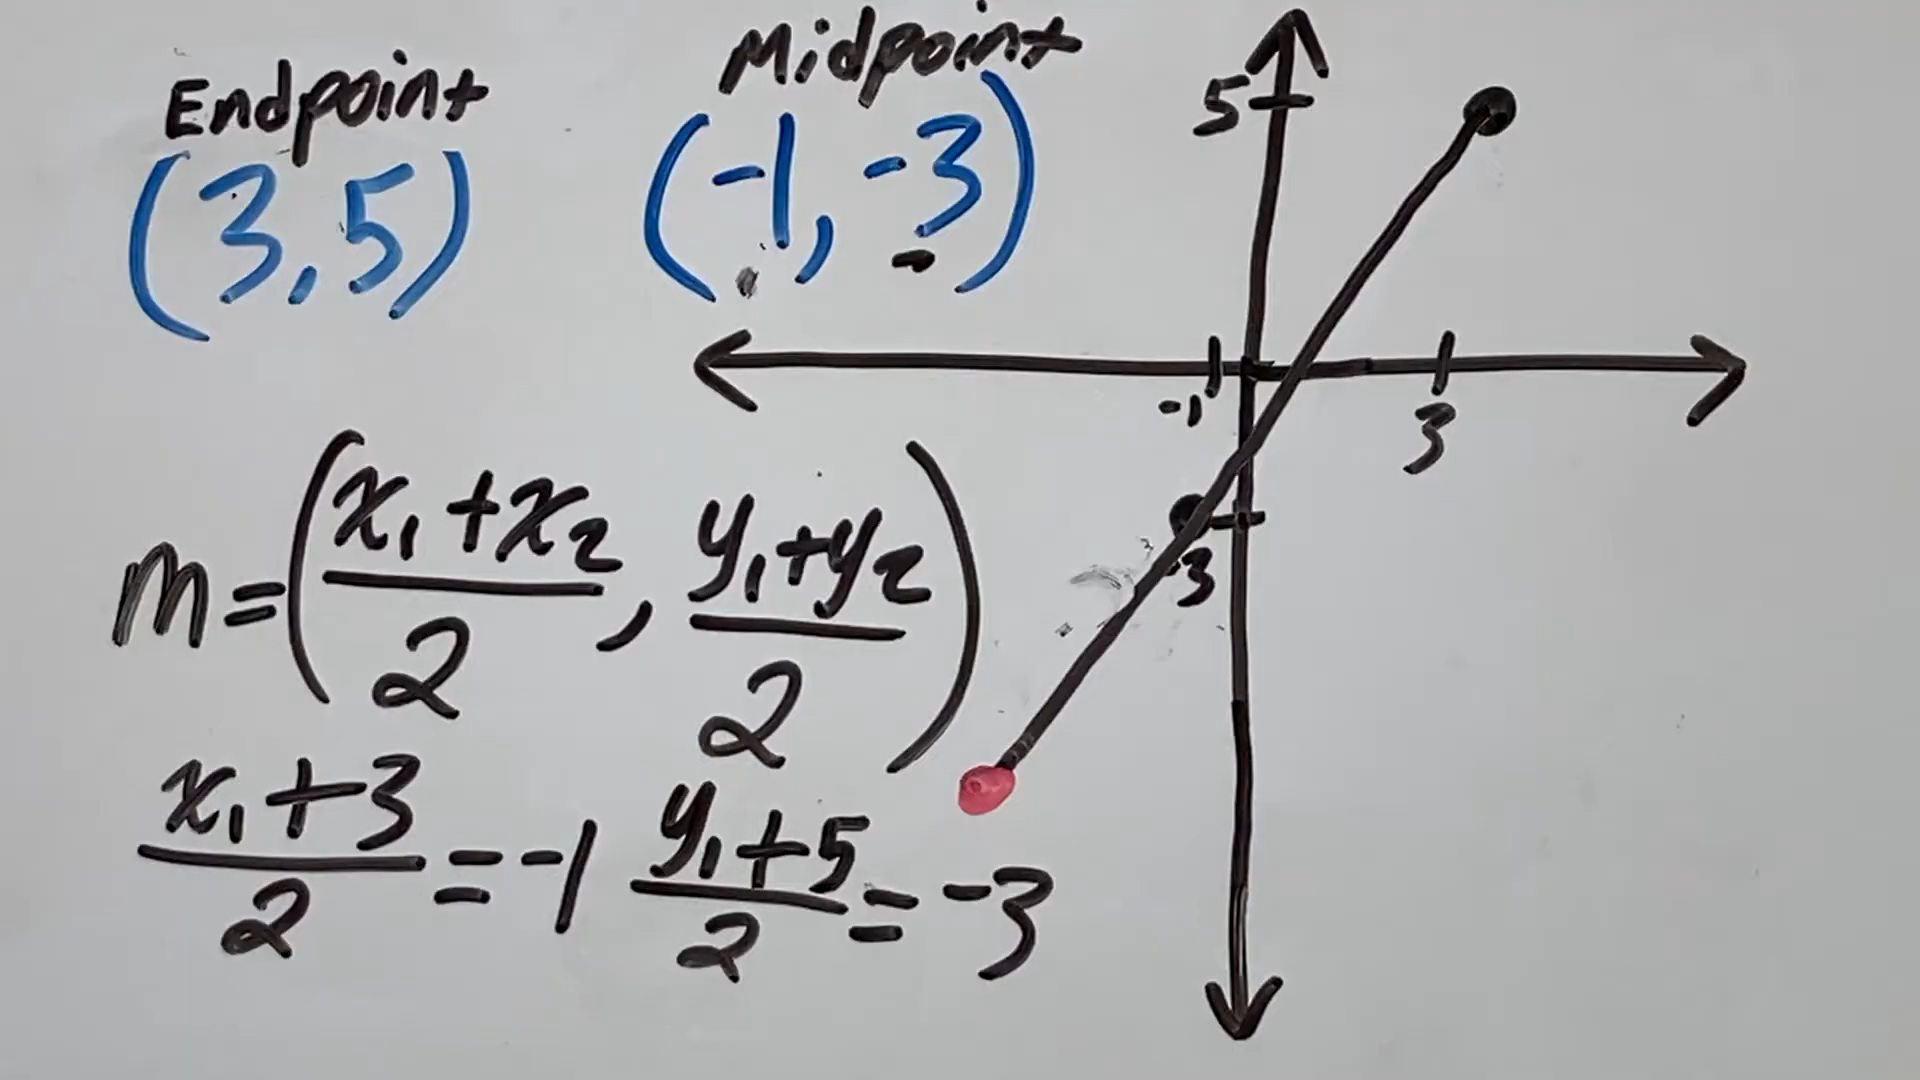 Endpoint
(3,5)
Midpoint
(-1,-3)
5
-1
3
-3
m=(x₁+x₂/2, y₁+y₂/2)
x₁+3/2=-1
y₁+5/2=-3